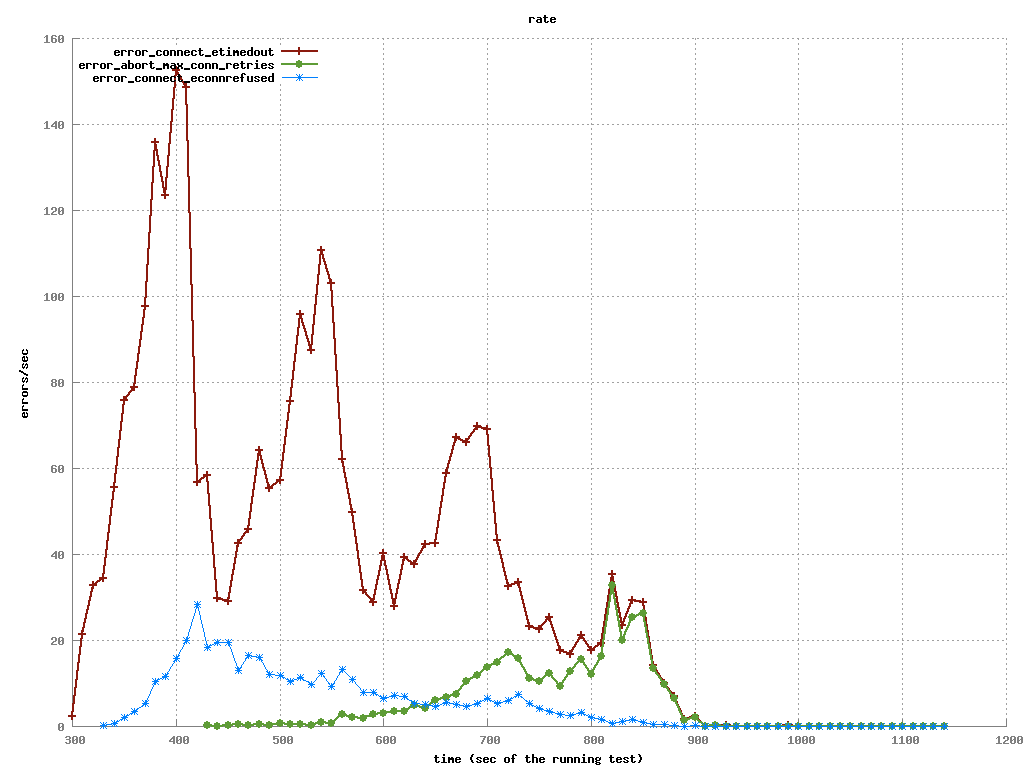 rate
160
error_connect_etimedout
error_abort_max_conn_retries
error_connect_econnrefused
140
120
100
80
60
40
20
0
errors/sec
300 400 500 600 700 800 900 1000 1100 1200
time (sec of the running test)